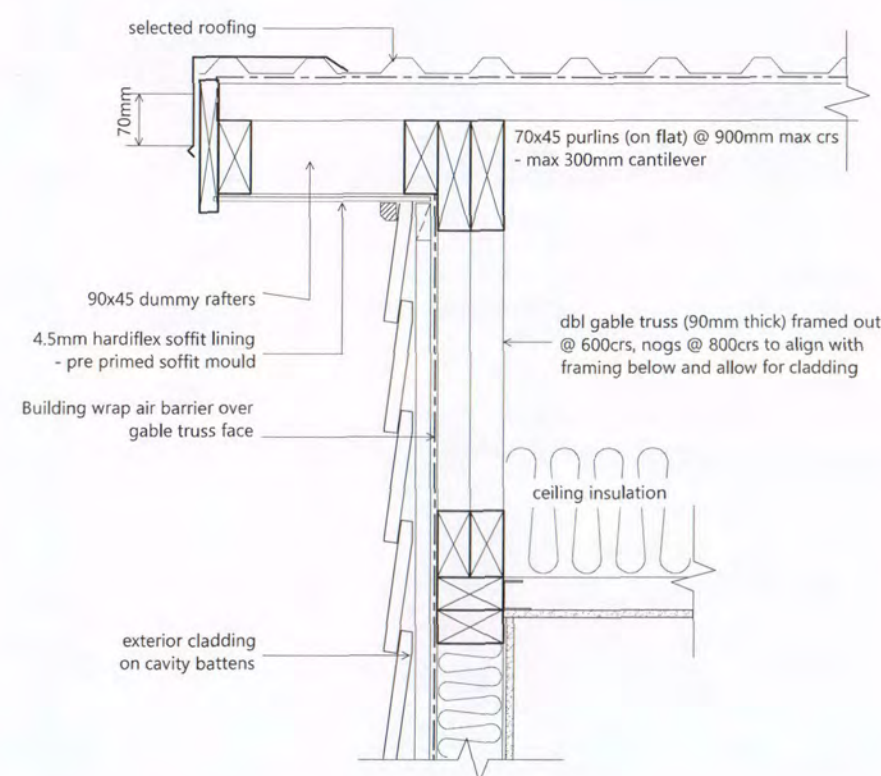 selected roofing
70mm
70x45 purlins (on flat) @ 900mm max crs
- max 300mm cantilever
90x45 dummy rafters
4.5mm hardiflex soffit lining
- pre primed soffit mould
Building wrap air barrier over
gable truss face
dbl gable truss (90mm thick) framed out
@ 600crs, nogs @ 800crs to align with
framing below and allow for cladding
ceiling insulation
exterior cladding
on cavity battens